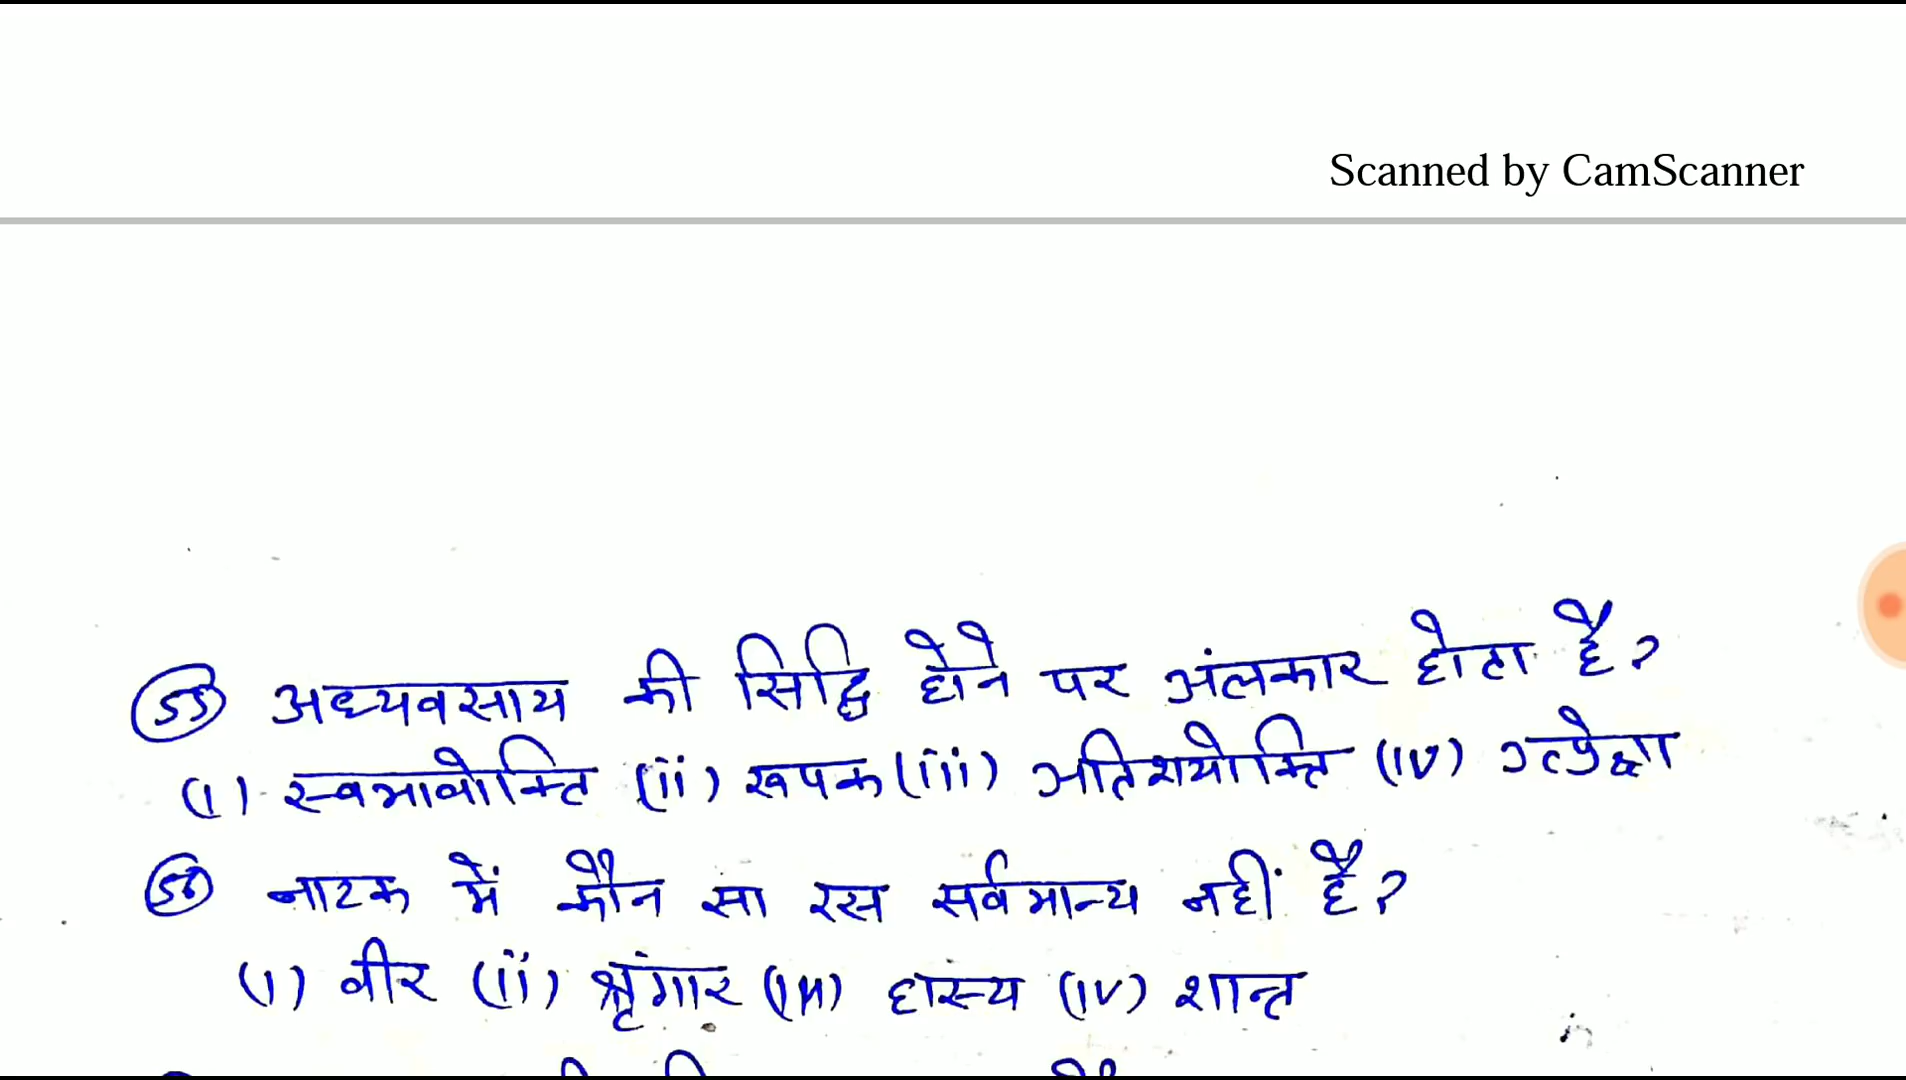 Scanned by CamScanner
55 अध्यवसाय की सिद्धि होने पर अंलकार होता है?
(i) स्वभावोक्ति (ii) रूपक (iii) अतिशयोक्ति (iv) उत्प्रेक्षा
56 नाटक में कौन सा रस सर्वमान्य नहीं है?
(i) वीर (ii) श्रृंगार (iii) हास्य (iv) शान्त